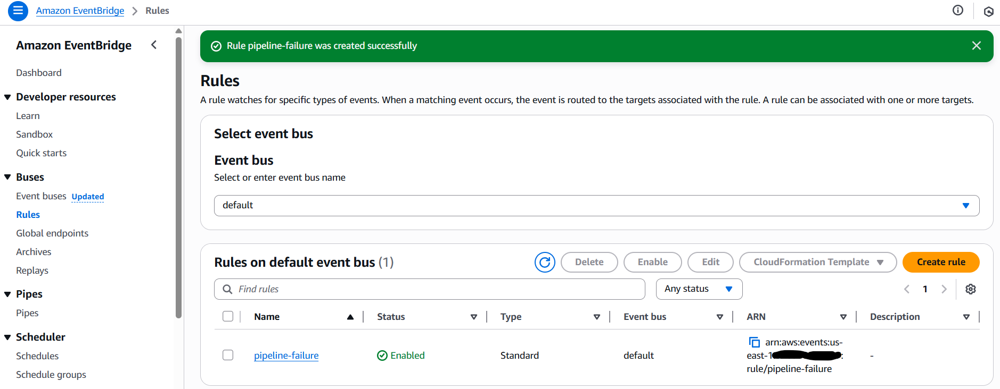 Amazon EventBridge > Rules
Rule pipeline-failure was created successfully
Amazon EventBridge
Dashboard
Developer resources
Learn
Sandbox
Quick starts
Buses
Event buses Updated
Rules
Global endpoints
Archives
Replays
Pipes
Pipes
Scheduler
Schedules
Schedule groups
Rules
A rule watches for specific types of events. When a matching event occurs, the event is routed to the targets associated with the rule. A rule can be associated with one or more targets.
Select event bus
Event bus
Select or enter event bus name
default
Rules on default event bus (1)
Delete Enable Edit CloudFormation Template Create rule
Find rules Any status 1
Name Status Type Event bus ARN Description
pipeline-failure Enabled Standard default arn:aws:events:us-
east-1 : -
rule/pipeline-failure